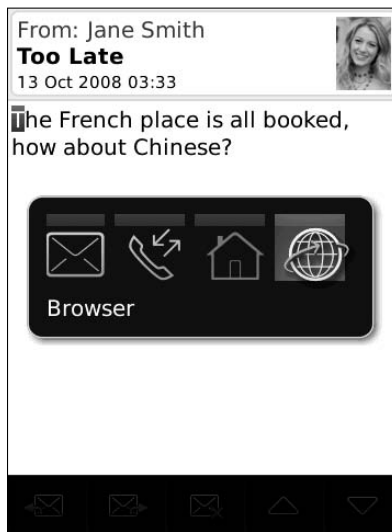 From: Jane Smith
Too Late
13 Oct 2008 03:33
The French place is all booked,
how about Chinese?
Browser